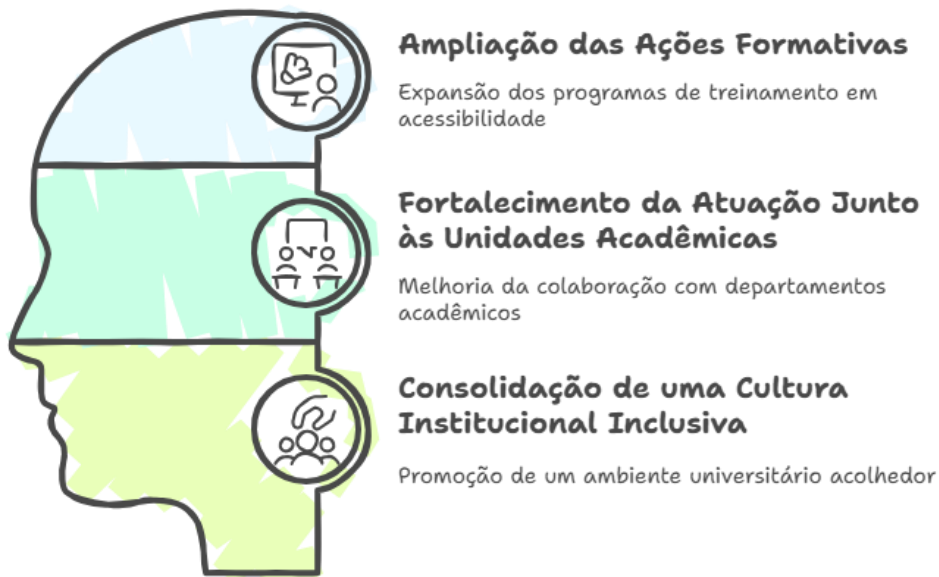 Ampliação das Ações Formativas
Expansão dos programas de treinamento em
acessibilidade
Fortalecimento da Atuação Junto
às Unidades Acadêmicas
Melhoria da colaboração com departamentos
acadêmicos
Consolidação de uma Cultura
Institucional Inclusiva
Promoção de um ambiente universitário acolhedor